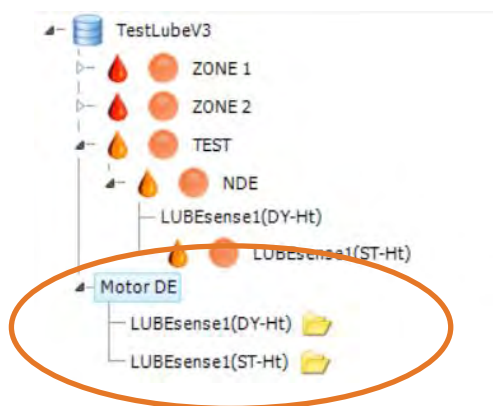 TestLubeV3
ZONE 1
ZONE 2
TEST
NDE
LUBEsense1(DY-Ht)
LUBEsense1(ST-Ht)
Motor DE
LUBEsense1(DY-Ht)
LUBEsense1(ST-Ht)